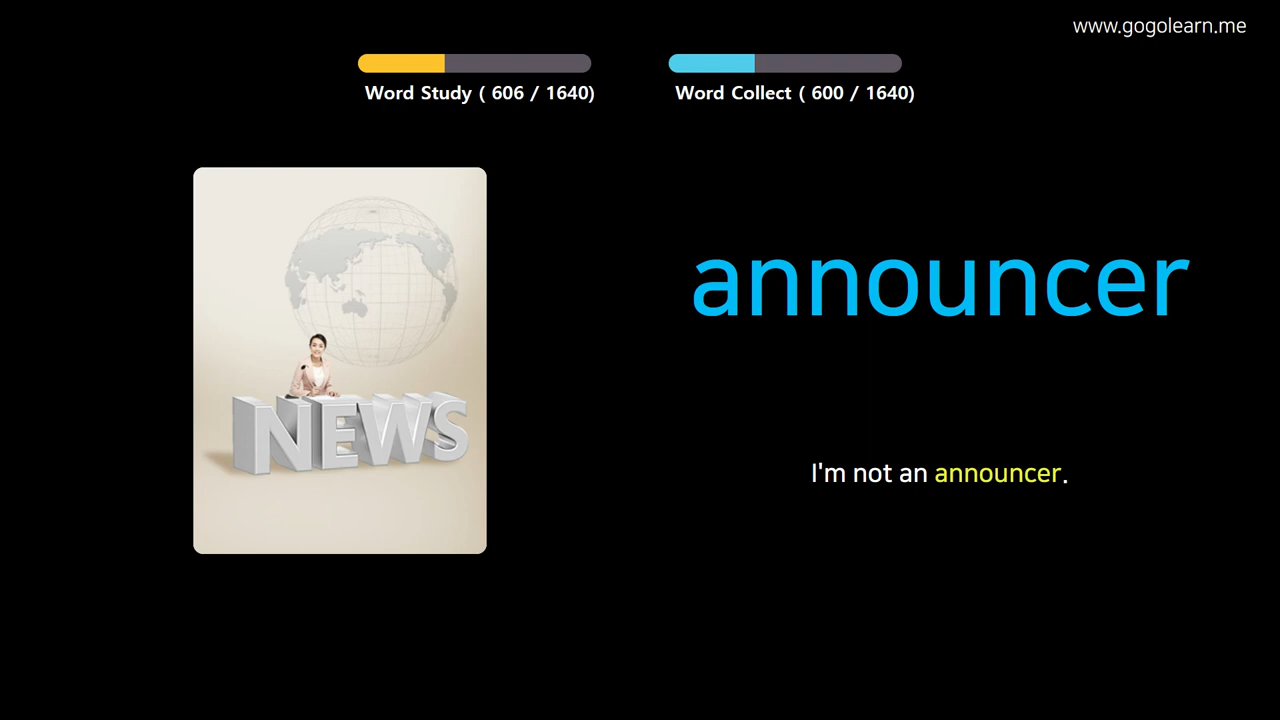 www.gogolearn.me
Word Study ( 606 / 1640)
Word Collect ( 600 / 1640)
NEWS
announcer
I'm not an announcer.